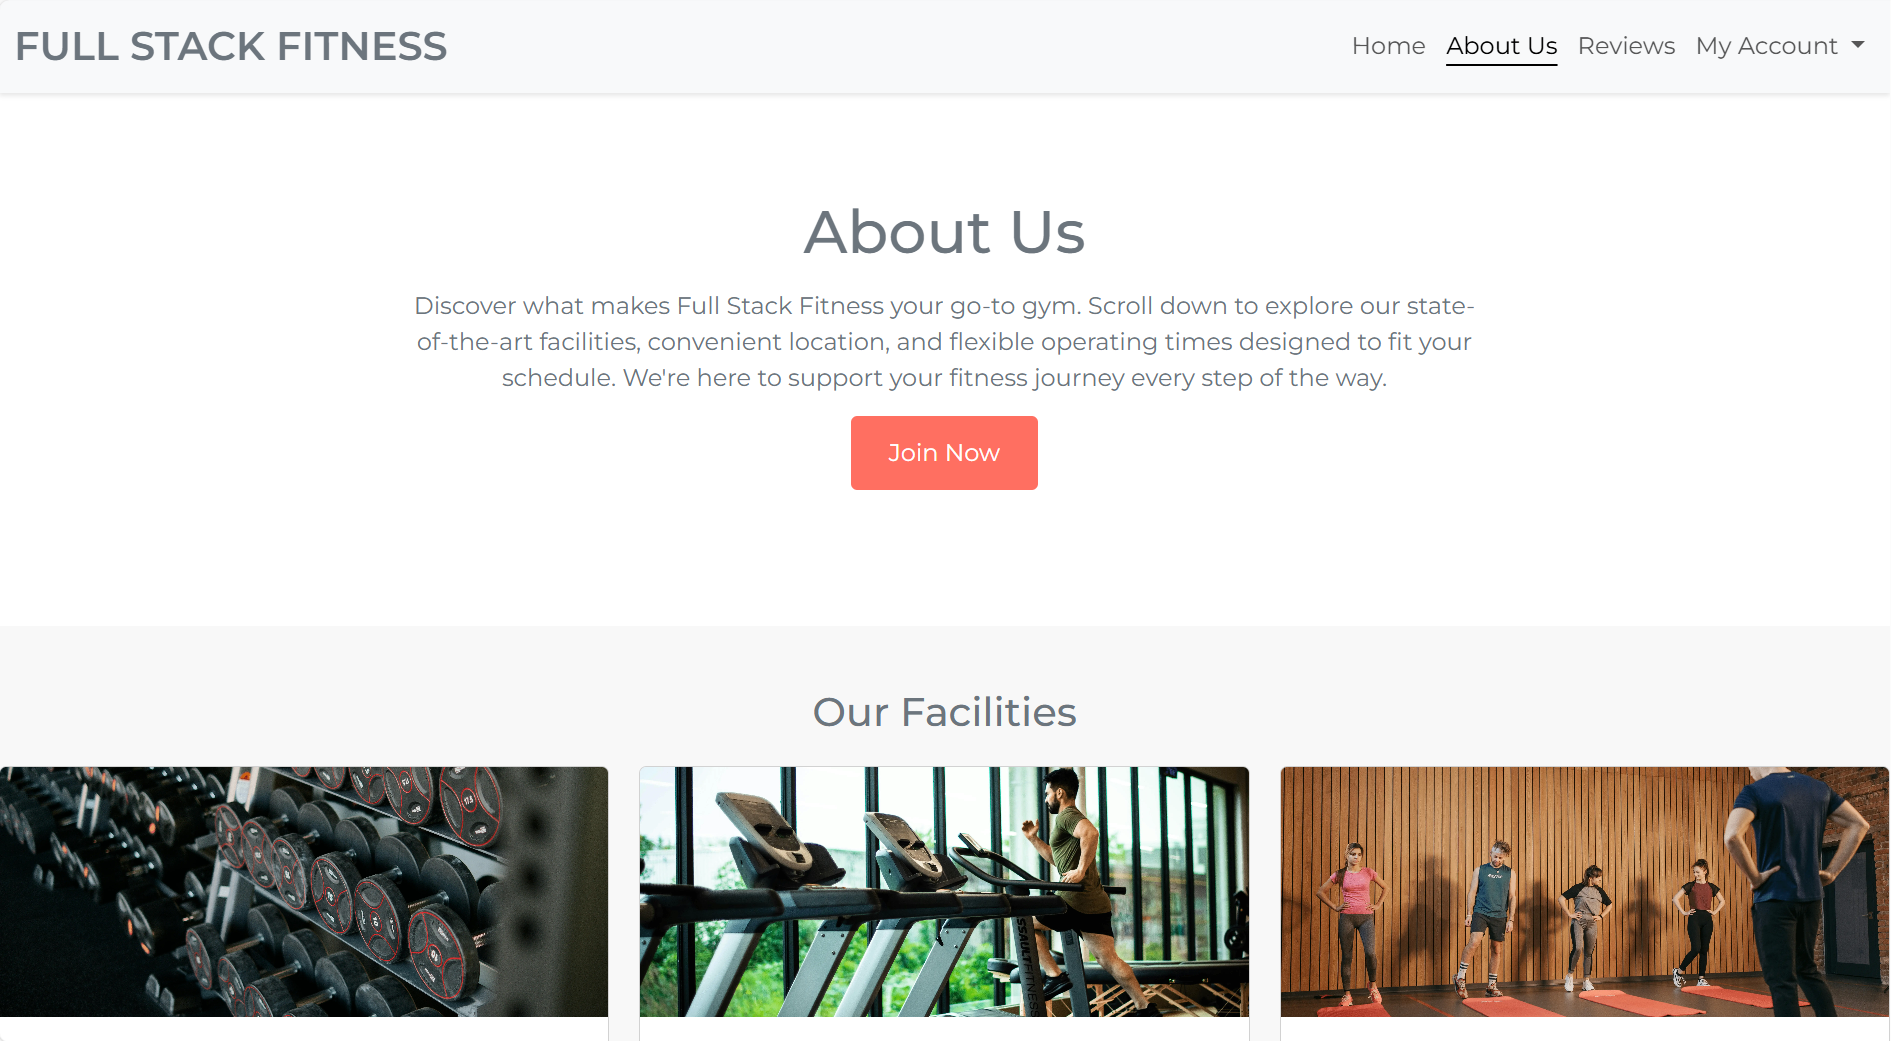 FULL STACK FITNESS
Home About Us Reviews My Account
About Us
Discover what makes Full Stack Fitness your go-to gym. Scroll down to explore our state-
of-the-art facilities, convenient location, and flexible operating times designed to fit your
schedule. We're here to support your fitness journey every step of the way.
Join Now
Our Facilities
ASSAULTFITNESS